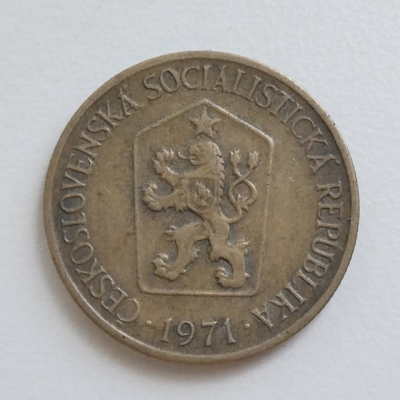 ČESKOSLOVENSKÁ SOCIALISTICKÁ REPUBLIKA
· 1971 ·